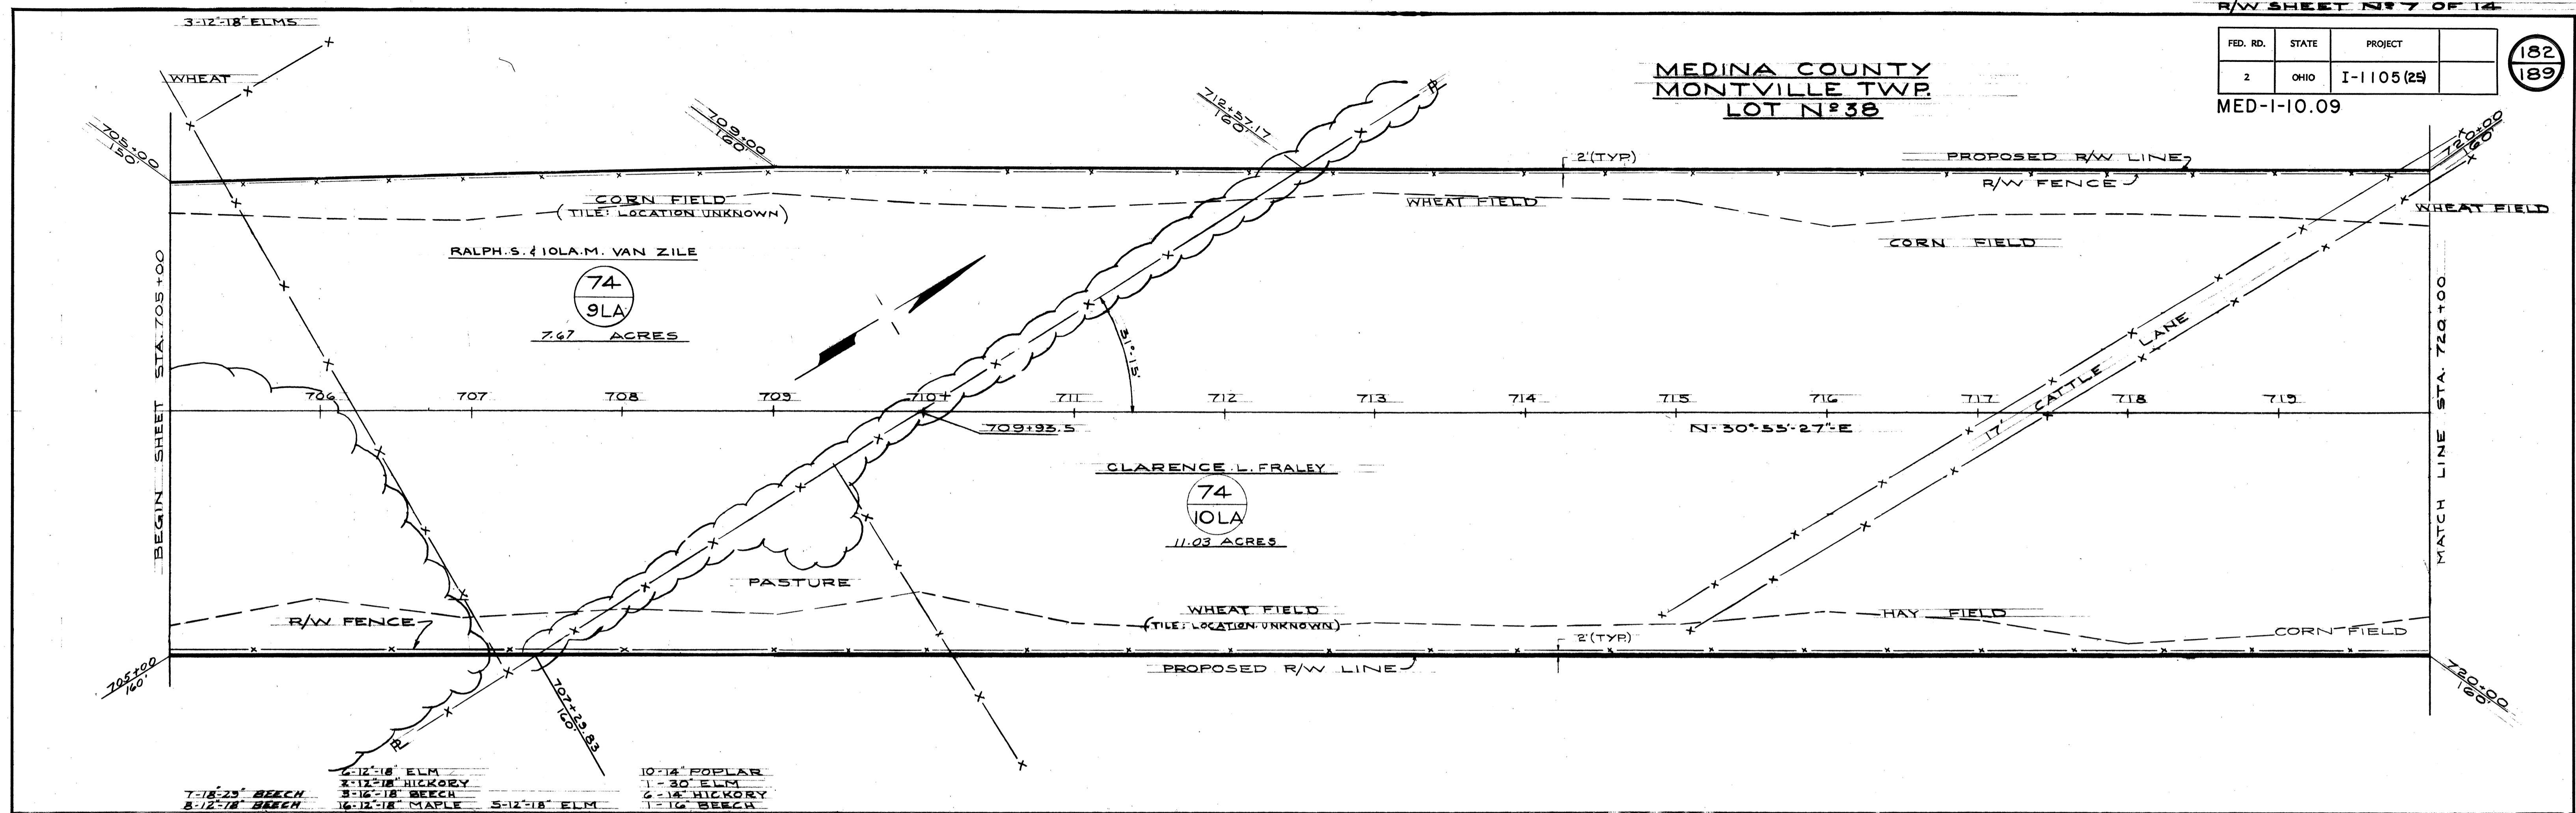 R/W SHEET Nº 7 OF 14
FED. RD. STATE PROJECT
2 OHIO I-1105(25)
182
189
MED-1-10.09
MEDINA COUNTY
MONTVILLE TWP.
LOT Nº 38
3-12"-18" ELMS
WHEAT
705+00
150'
709+00
160'
712+57.17
160'
720+00
160'
2'(TYP.)
PROPOSED R/W LINE
R/W FENCE
CORN FIELD
(TILE: LOCATION UNKNOWN)
WHEAT FIELD
WHEAT FIELD
CORN FIELD
RALPH.S. & IOLA.M. VAN ZILE
74
9LA
7.67 ACRES
BEGIN SHEET STA. 705+00
MATCH LINE STA. 720+00
31°-15'
17' CATTLE LANE
706 707 708 709 710 711 712 713 714 715 716 717 718 719
709+93.5
N-30°-55'-27"-E
CLARENCE L. FRALEY
74
10LA
11.03 ACRES
PASTURE
WHEAT FIELD
(TILE: LOCATION UNKNOWN)
HAY FIELD
CORN FIELD
R/W FENCE
2'(TYP.)
PROPOSED R/W LINE
705+00
160'
707+29.83
160'
720+00
160'
7-18"-25" BEECH
8-12"-18" BEECH
6-12"-18" ELM
2-12"-18" HICKORY
3-16"-18" BEECH
16-12"-18" MAPLE
5-12"-18" ELM
10-14" POPLAR
1-30" ELM
6-14" HICKORY
1-16" BEECH